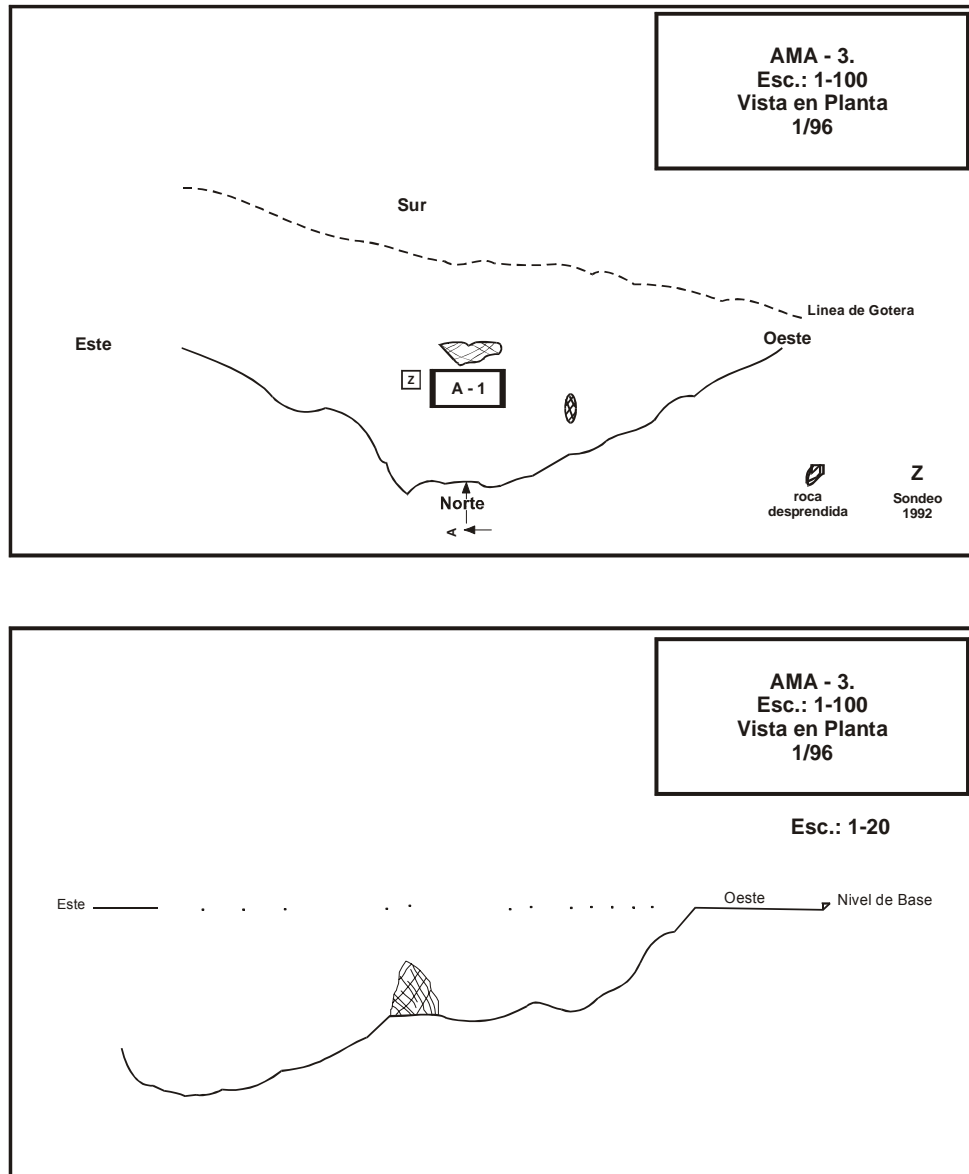 AMA - 3.
Esc.: 1-100
Vista en Planta
1/96
Sur
Linea de Gotera
Este
Oeste
Z
A - 1
Norte
A
roca
desprendida
Z
Sondeo
1992
AMA - 3.
Esc.: 1-100
Vista en Planta
1/96
Esc.: 1-20
Este
Oeste
Nivel de Base